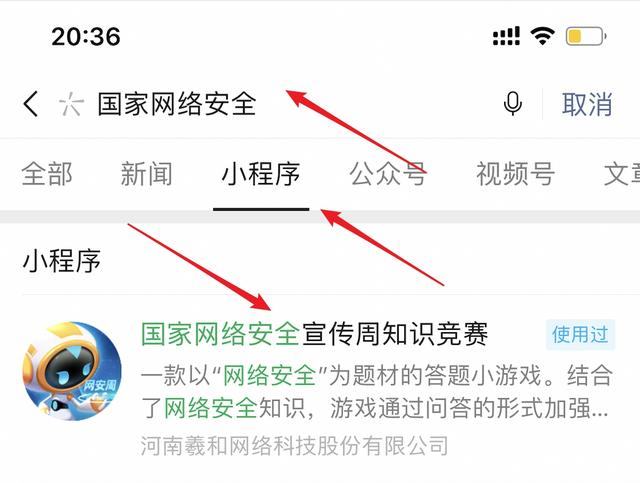 20:36
国家网络安全
取消
全部 新闻 小程序 公众号 视频号 文章
小程序
国家网络安全宣传周知识竞赛 使用过
网安周
一款以“网络安全”为题材的答题小游戏。结合
了网络安全知识，游戏通过问答的形式加强...
河南羲和网络科技股份有限公司